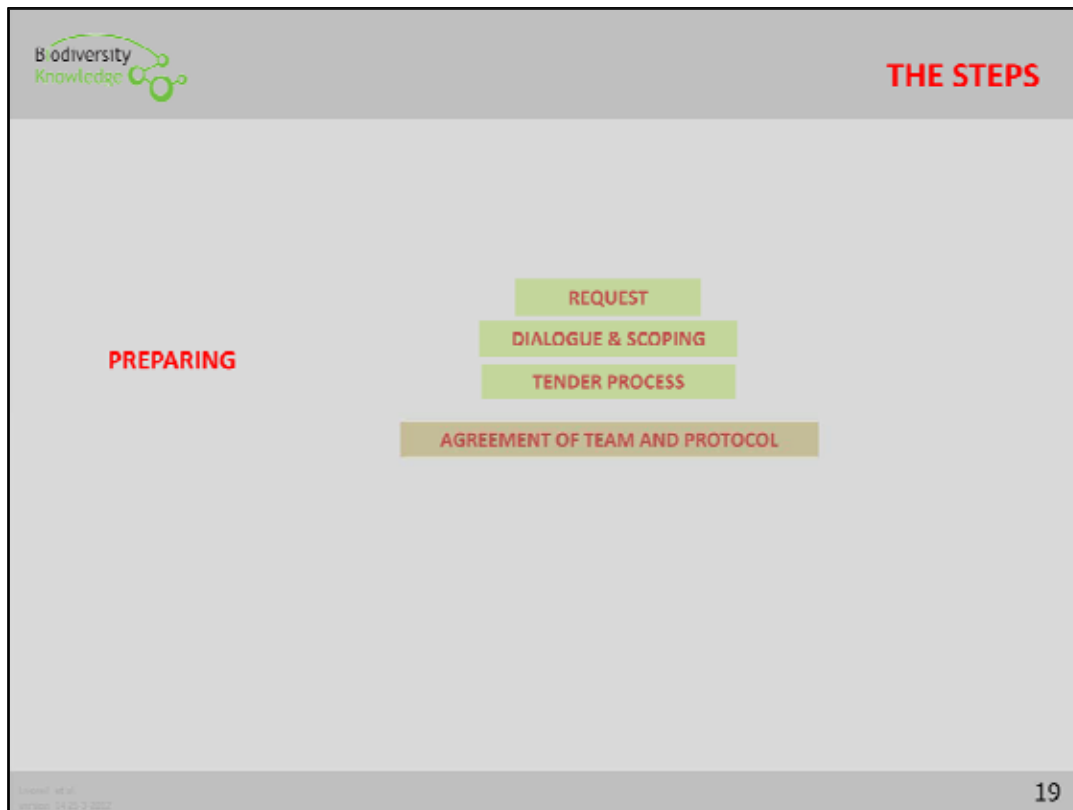 Biodiversity
Knowledge
THE STEPS
REQUEST
DIALOGUE & SCOPING
PREPARING
TENDER PROCESS
AGREEMENT OF TEAM AND PROTOCOL
19